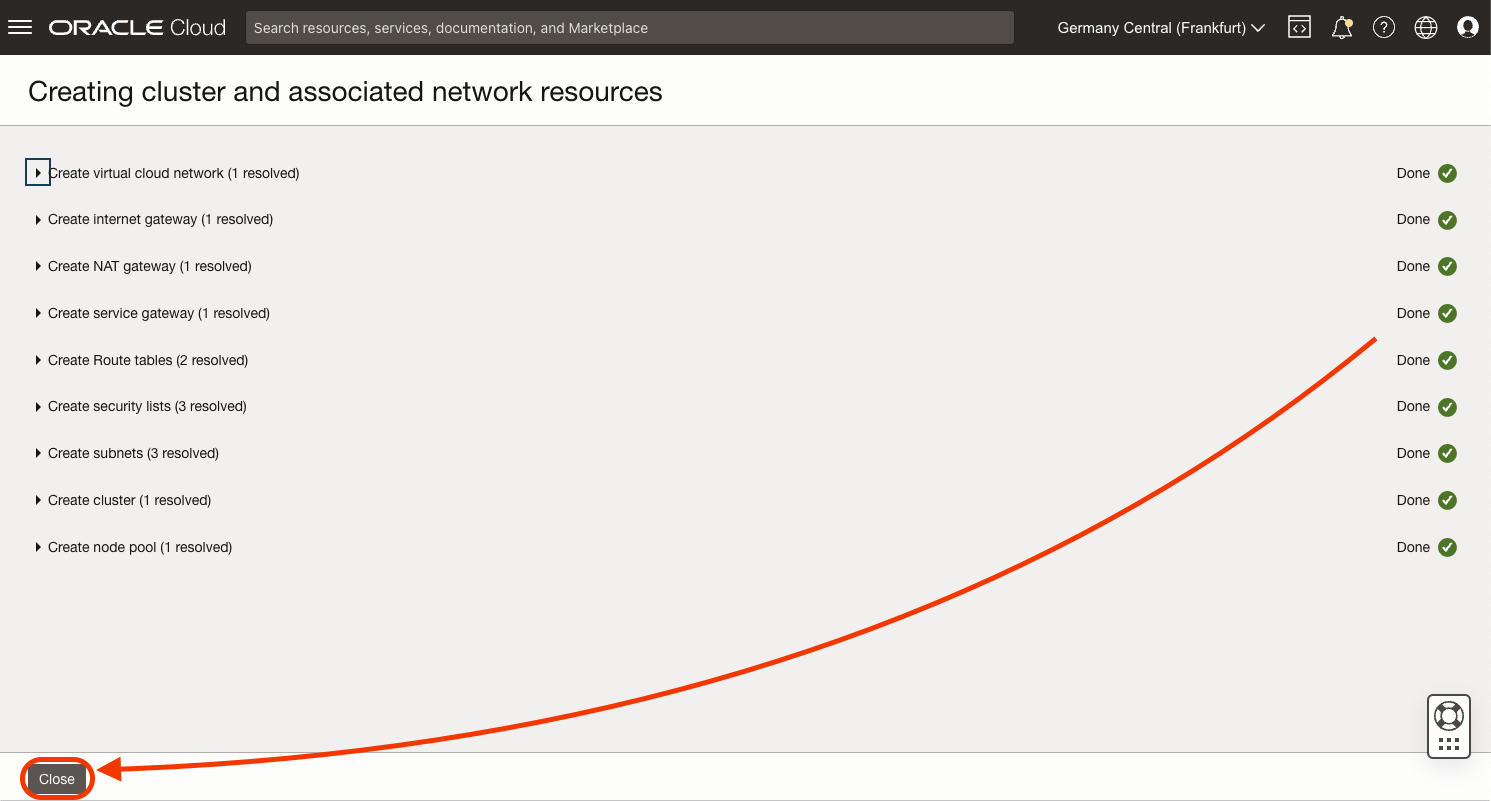 ORACLE Cloud
Search resources, services, documentation, and Marketplace
Germany Central (Frankfurt)
Creating cluster and associated network resources
Create virtual cloud network (1 resolved) Done
Create internet gateway (1 resolved) Done
Create NAT gateway (1 resolved) Done
Create service gateway (1 resolved) Done
Create Route tables (2 resolved) Done
Create security lists (3 resolved) Done
Create subnets (3 resolved) Done
Create cluster (1 resolved) Done
Create node pool (1 resolved) Done
Close